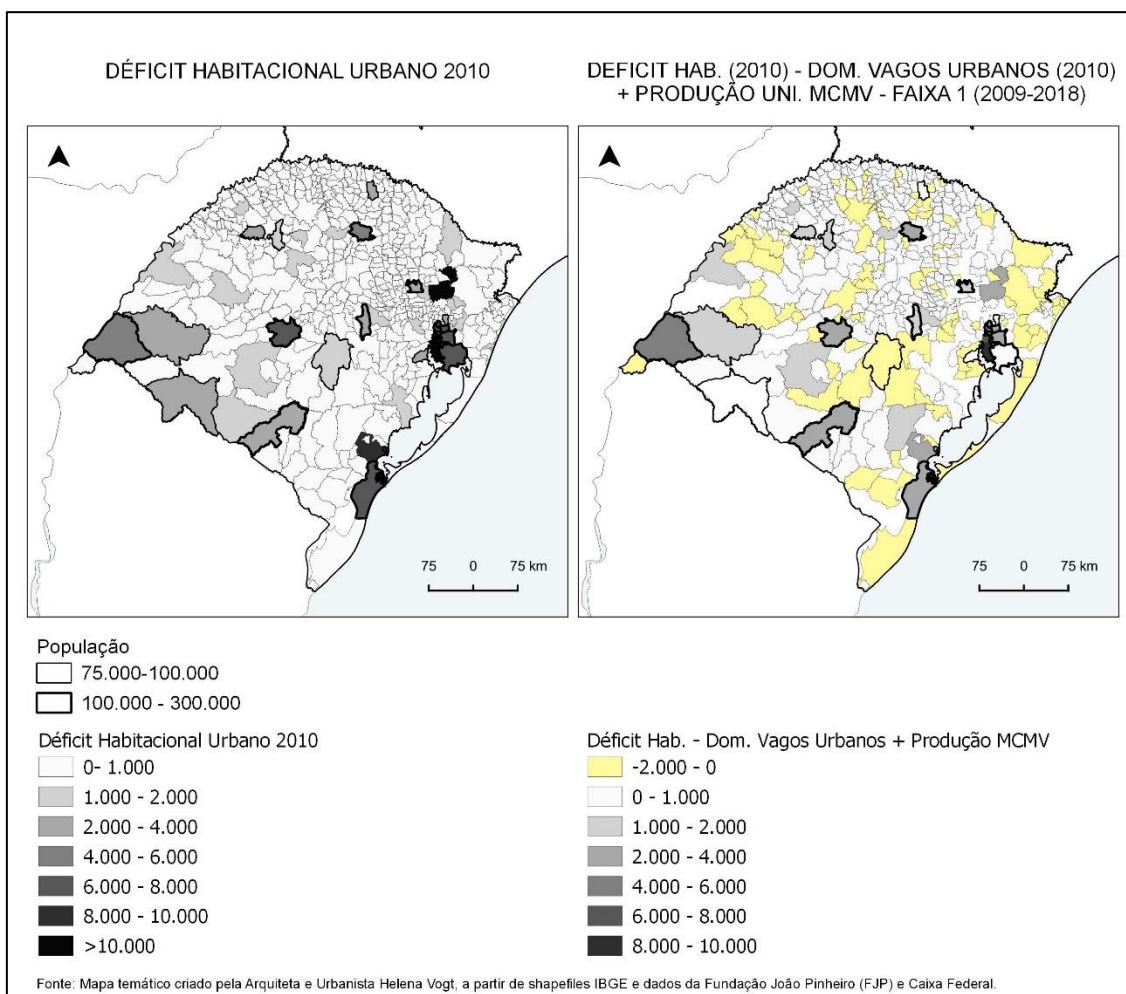 DÉFICIT HABITACIONAL URBANO 2010
DEFICIT HAB. (2010) - DOM. VAGOS URBANOS (2010)
+ PRODUÇÃO UNI. MCMV - FAIXA 1 (2009-2018)
75 0 75 km
75 0 75 km
População
75.000-100.000
100.000 - 300.000
Déficit Habitacional Urbano 2010
0- 1.000
1.000 - 2.000
2.000 - 4.000
4.000 - 6.000
6.000 - 8.000
8.000 - 10.000
>10.000
Déficit Hab. - Dom. Vagos Urbanos + Produção MCMV
-2.000 - 0
0 - 1.000
1.000 - 2.000
2.000 - 4.000
4.000 - 6.000
6.000 - 8.000
8.000 - 10.000
Fonte: Mapa temático criado pela Arquiteta e Urbanista Helena Vogt, a partir de shapefiles IBGE e dados da Fundação João Pinheiro (FJP) e Caixa Federal.